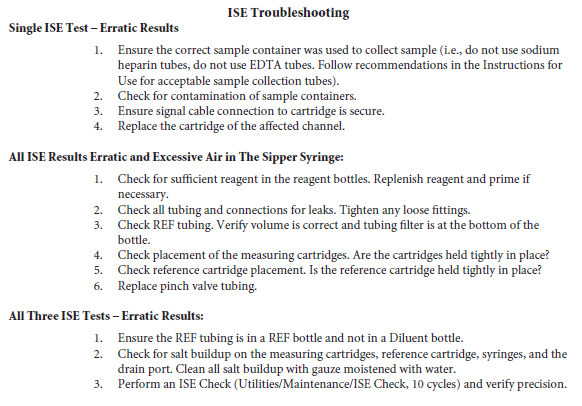 ISE Troubleshooting
Single ISE Test – Erratic Results
1. Ensure the correct sample container was used to collect sample (i.e., do not use sodium
heparin tubes, do not use EDTA tubes. Follow recommendations in the Instructions for
Use for acceptable sample collection tubes).
2. Check for contamination of sample containers.
3. Ensure signal cable connection to cartridge is secure.
4. Replace the cartridge of the affected channel.
All ISE Results Erratic and Excessive Air in The Sipper Syringe:
1. Check for sufficient reagent in the reagent bottles. Replenish reagent and prime if
necessary.
2. Check all tubing and connections for leaks. Tighten any loose fittings.
3. Check REF tubing. Verify volume is correct and tubing filter is at the bottom of the
bottle.
4. Check placement of the measuring cartridges. Are the cartridges held tightly in place?
5. Check reference cartridge placement. Is the reference cartridge held tightly in place?
6. Replace pinch valve tubing.
All Three ISE Tests – Erratic Results:
1. Ensure the REF tubing is in a REF bottle and not in a Diluent bottle.
2. Check for salt buildup on the measuring cartridges, reference cartridge, syringes, and the
drain port. Clean all salt buildup with gauze moistened with water.
3. Perform an ISE Check (Utilities/Maintenance/ISE Check, 10 cycles) and verify precision.